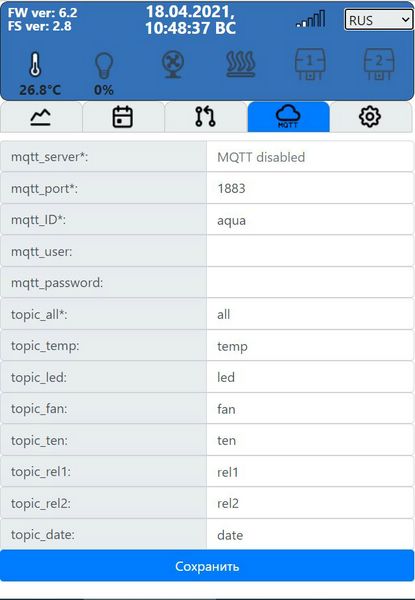 FW ver: 6.2
FS ver: 2.8
18.04.2021,
10:48:37 ВС
RUS
1
2
26.8°C
0%
MQTT
mqtt_server*: MQTT disabled
mqtt_port*: 1883
mqtt_ID*: aqua
mqtt_user:
mqtt_password:
topic_all*: all
topic_temp: temp
topic_led: led
topic_fan: fan
topic_ten: ten
topic_rel1: rel1
topic_rel2: rel2
topic_date: date
Сохранить